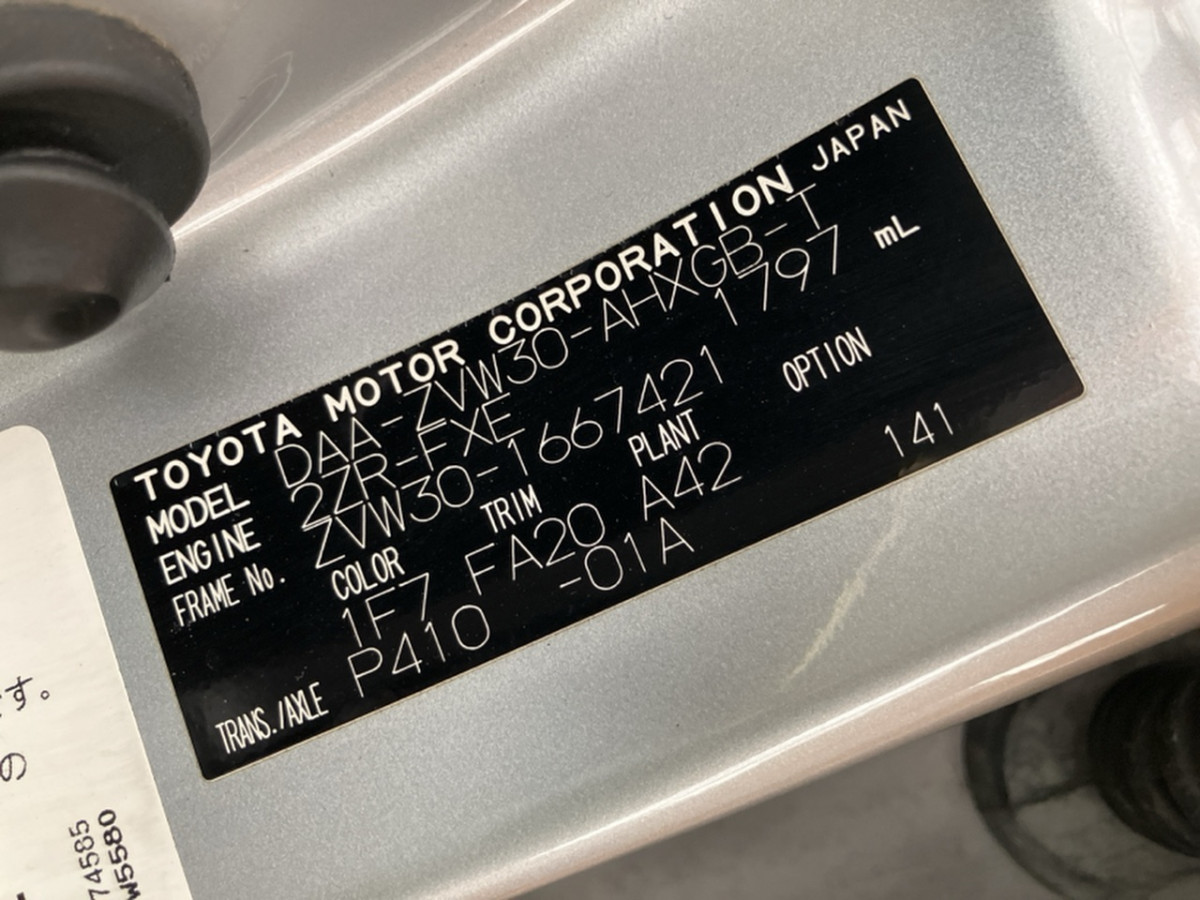 TOYOTA MOTOR CORPORATION JAPAN
MODEL DAA-ZVW30-AHXGB-T
ENGINE 2ZR-FXE 1797 mL
FRAME No. ZVW30-1667421
COLOR TRIM PLANT OPTION
1F7 FA20 A42 141
TRANS./AXLE P410 -01A
す。
の
74585
W5580